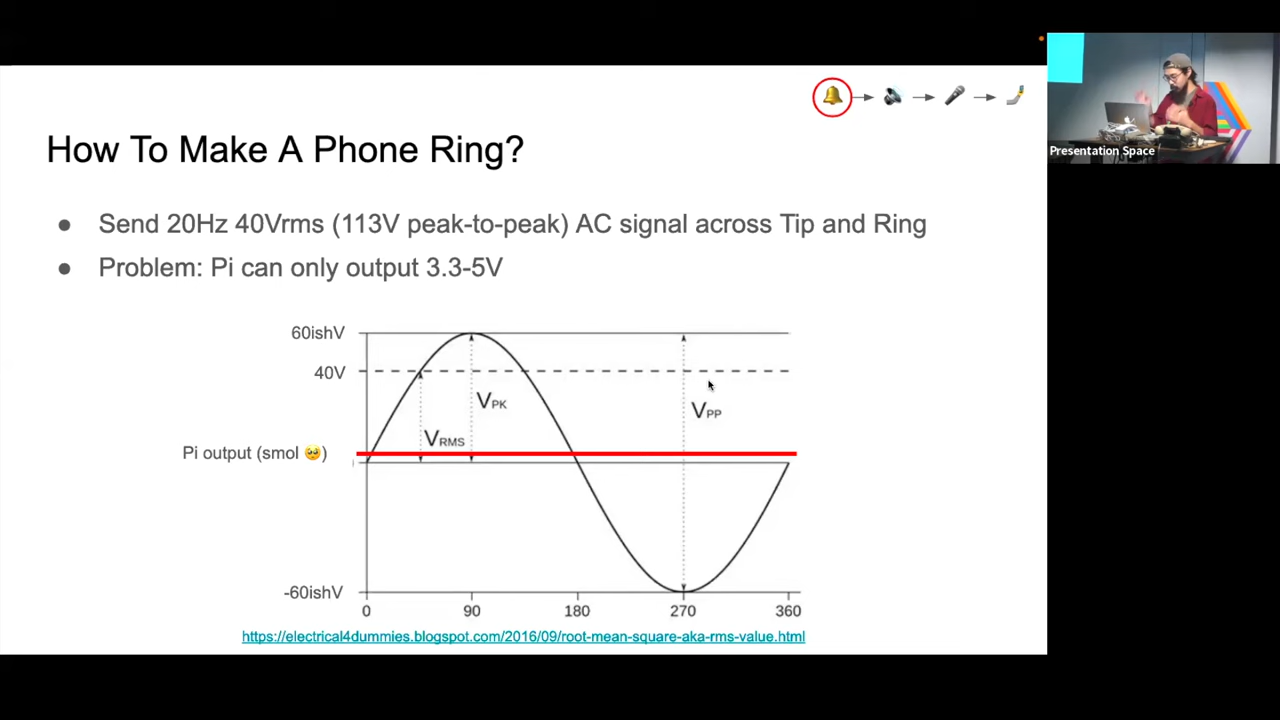 How To Make A Phone Ring?
● Send 20Hz 40Vrms (113V peak-to-peak) AC signal across Tip and Ring
● Problem: Pi can only output 3.3-5V
60ishV
40V
VPK
VPP
VRMS
Pi output (smol 🥺)
-60ishV
0 90 180 270 360
https://electrical4dummies.blogspot.com/2016/09/root-mean-square-aka-rms-value.html
Presentation Space